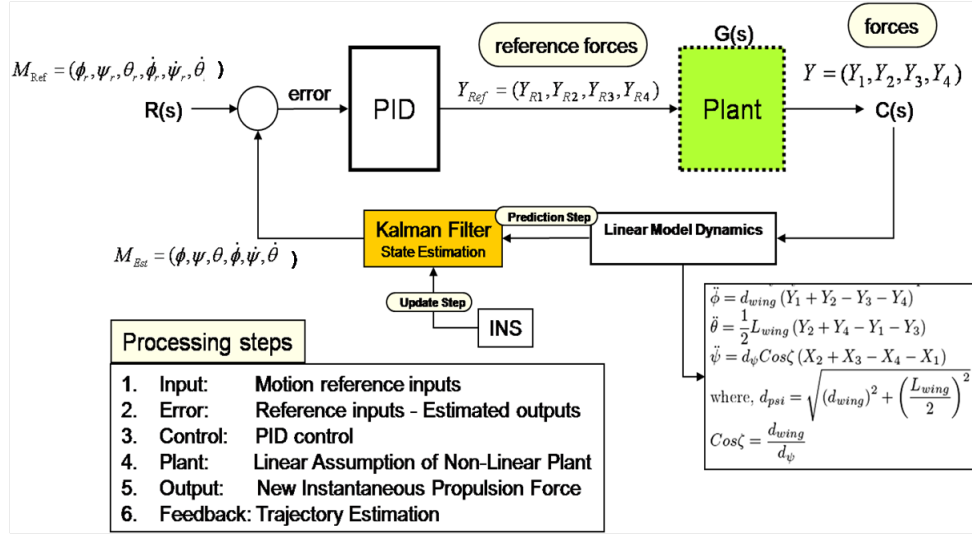 forces
G(s)
reference forces
M_Ref = (ϕ_r, ψ_r, θ_r, ϕ̇_r, ψ̇_r, θ̇ )
Y_Ref = (Y_R1, Y_R2, Y_R3, Y_R4)
Y = (Y_1, Y_2, Y_3, Y_4)
R(s)
error
PID
Plant
C(s)
Kalman Filter
State Estimation
Prediction Step
Linear Model Dynamics
M_Est = (ϕ, ψ, θ, ϕ̇, ψ̇, θ̇ )
Update Step
INS
ϕ̈ = d_wing (Y_1 + Y_2 − Y_3 − Y_4)
θ̈ = 1/2 L_wing (Y_2 + Y_4 − Y_1 − Y_3)
ψ̈ = d_ψ Cosζ (X_2 + X_3 − X_4 − X_1)
where, d_psi = √((d_wing)^2 + (L_wing/2)^2)
Cosζ = d_wing/d_ψ
Processing steps
1. Input: Motion reference inputs
2. Error: Reference inputs - Estimated outputs
3. Control: PID control
4. Plant: Linear Assumption of Non-Linear Plant
5. Output: New Instantaneous Propulsion Force
6. Feedback: Trajectory Estimation